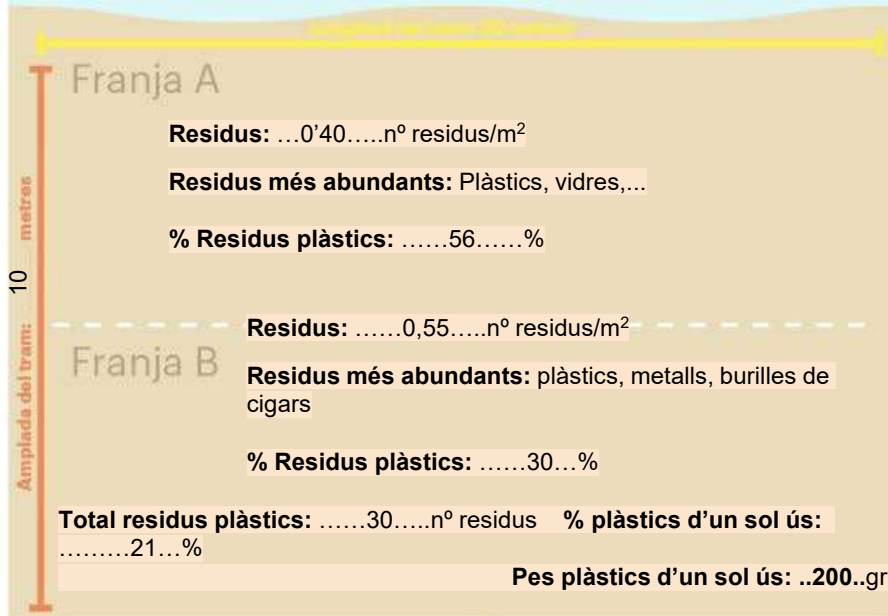 Franja A
Residus: …0’40…..nº residus/m²
Residus més abundants: Plàstics, vidres,...
% Residus plàstics: ……56……%
Amplada del tram: 10 metres
Residus: ……0,55…..nº residus/m²
Franja B
Residus més abundants: plàstics, metalls, burilles de
cigars
% Residus plàstics: ……30…%
Total residus plàstics: ……30…..nº residus % plàstics d’un sol ús:
………21…%
Pes plàstics d’un sol ús: ..200..gr